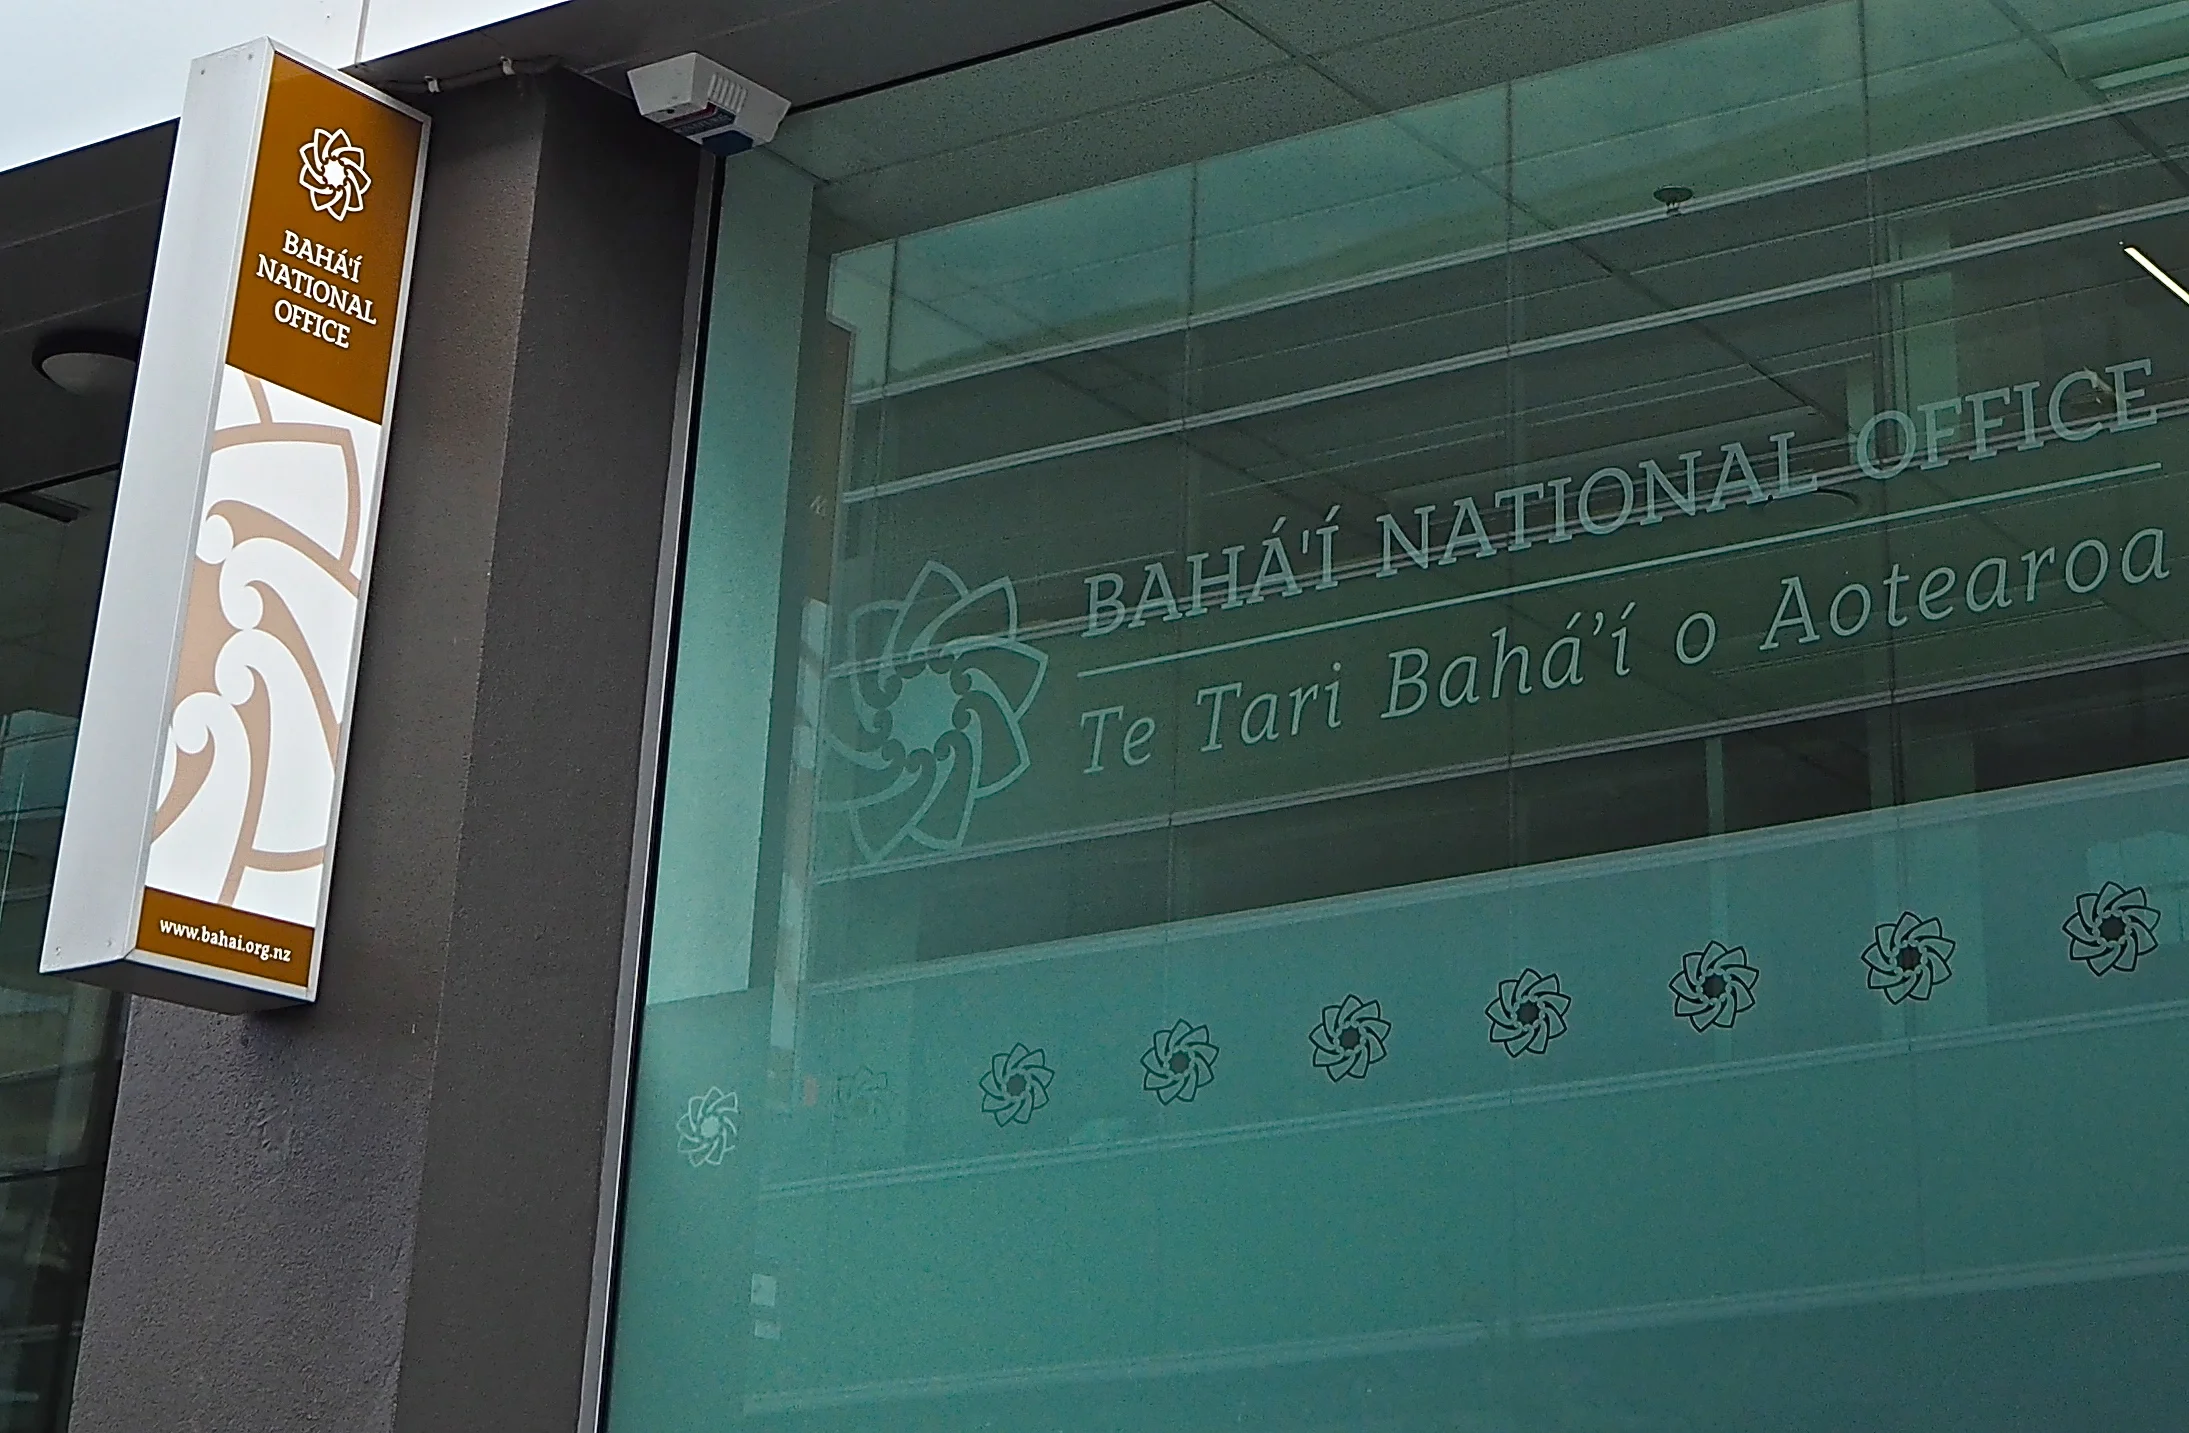 BAHÁ'Í
NATIONAL
OFFICE
www.bahai.org.nz
BAHÁ'Í NATIONAL OFFICE
Te Tari Bahá’í o Aotearoa